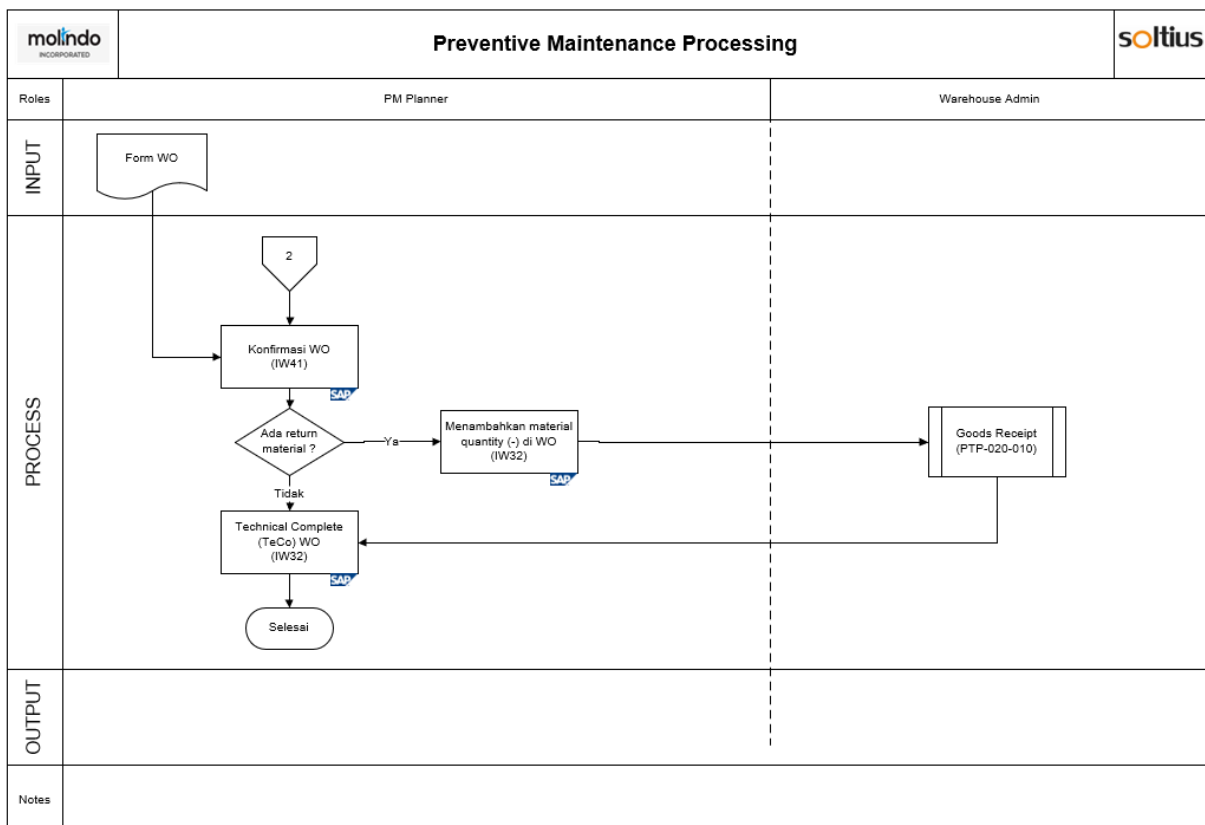 molindo
INCORPORATED
Preventive Maintenance Processing
soltius
Roles
PM Planner
Warehouse Admin
INPUT
Form WO
PROCESS
2
Konfirmasi WO
(IW41)
SAP
Ada return
material ?
Ya
Menambahkan material
quantity (-) di WO
(IW32)
SAP
Goods Receipt
(PTP-020-010)
Tidak
Technical Complete
(TeCo) WO
(IW32)
SAP
Selesai
OUTPUT
Notes